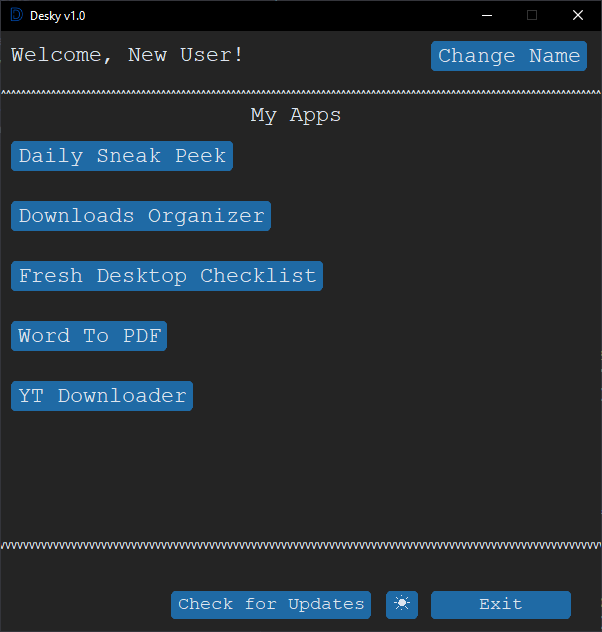 Desky v1.0
Welcome, New User!
Change Name
^^^^^^^^^^^^^^^^^^^^^^^^^^^^^^^^^^^^^^^^^^^^^^^^^^^^^^^^^^^^^^^^^^^^^^^^^^^^^^^^^^^^^^^^^^^^^^^^^^^^
My Apps
Daily Sneak Peek
Downloads Organizer
Fresh Desktop Checklist
Word To PDF
YT Downloader
Check for Updates
☀
Exit